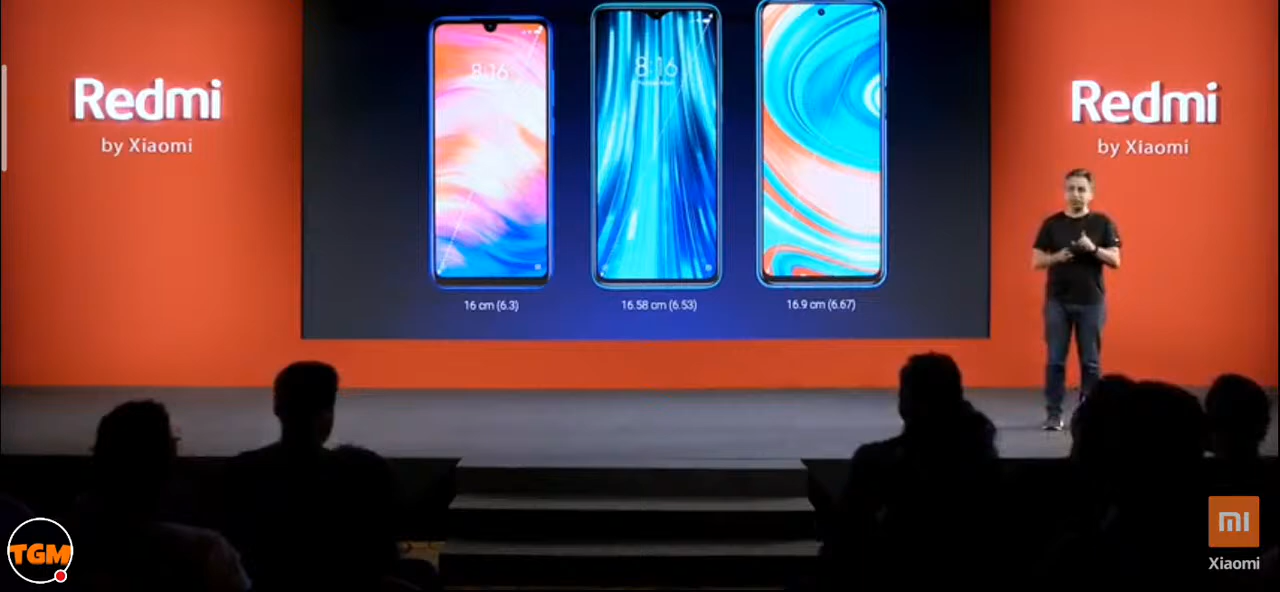 Redmi
by Xiaomi
8:16
8:16
16 cm (6.3)
16.58 cm (6.53)
16.9 cm (6.67)
Redmi
by Xiaomi
TGM
mi
Xiaomi